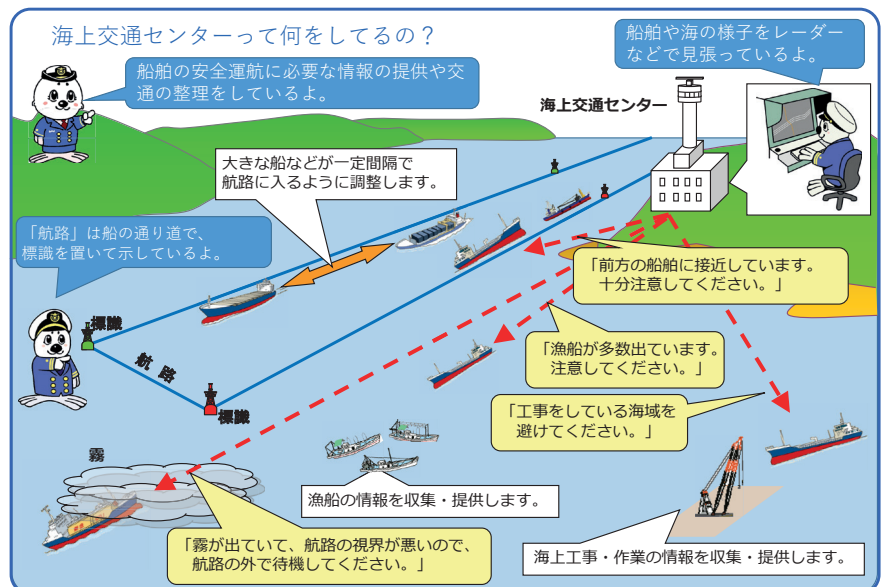 海上交通センターって何をしてるの？
船舶の安全運航に必要な情報の提供や交
通の整理をしているよ。
船舶や海の様子をレーダー
などで見張っているよ。
海上交通センター
大きな船などが一定間隔で
航路に入るように調整します。
「航路」は船の通り道で、
標識を置いて示しているよ。
「前方の船舶に接近しています。
十分注意してください。」
標識
航路
標識
「漁船が多数出ています。
注意してください。」
「工事をしている海域を
避けてください。」
霧
漁船の情報を収集・提供します。
「霧が出ていて、航路の視界が悪いので、
航路の外で待機してください。」
海上工事・作業の情報を収集・提供します。